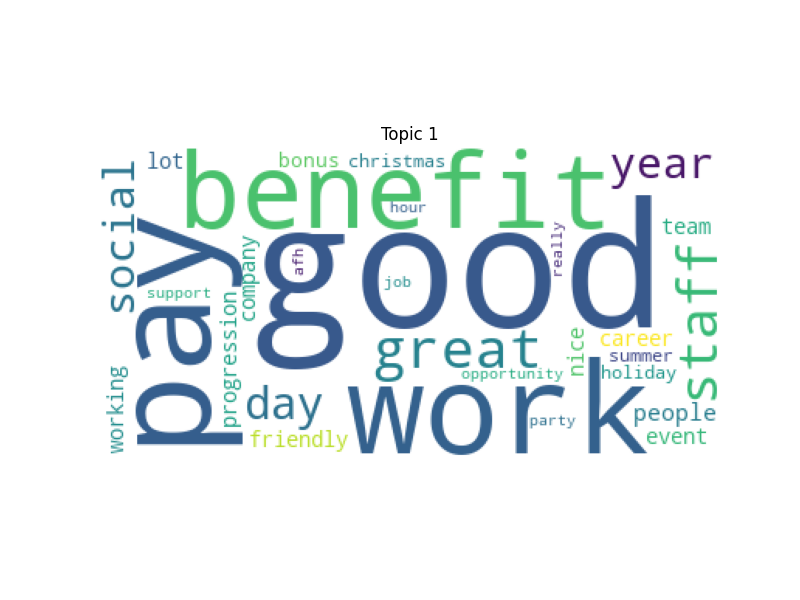 Topic 1
lot
bonus
christmas
year
benefit
social
hour
team
really
pay
good
company
afh
staff
job
support
progression
great
nice
career
summer
opportunity
holiday
working
day
work
people
party
friendly
event